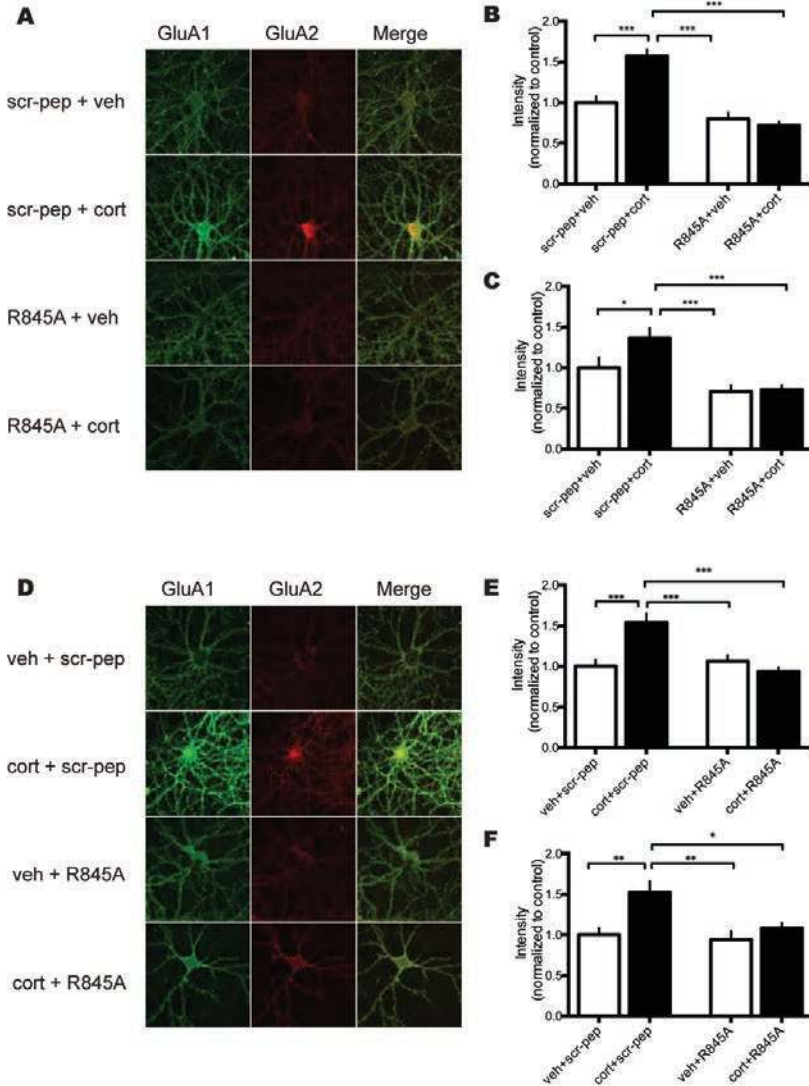 A
GluA1 GluA2 Merge
scr-pep + veh
scr-pep + cort
R845A + veh
R845A + cort
B
Intensity
(normalized to control)
2.0
1.5
1.0
0.5
0.0
***
***
***
scr-pep+veh
scr-pep+cort
R845A+veh
R845A+cort
C
Intensity
(normalized to control)
2.0
1.5
1.0
0.5
0.0
***
*
***
scr-pep+veh
scr-pep+cort
R845A+veh
R845A+cort
D
GluA1 GluA2 Merge
veh + scr-pep
cort + scr-pep
veh + R845A
cort + R845A
E
Intensity
(normalized to control)
2.0
1.5
1.0
0.5
0.0
***
***
***
veh+scr-pep
cort+scr-pep
veh+R845A
cort+R845A
F
Intensity
(normalized to control)
2.0
1.5
1.0
0.5
0.0
*
**
**
veh+scr-pep
cort+scr-pep
veh+R845A
cort+R845A